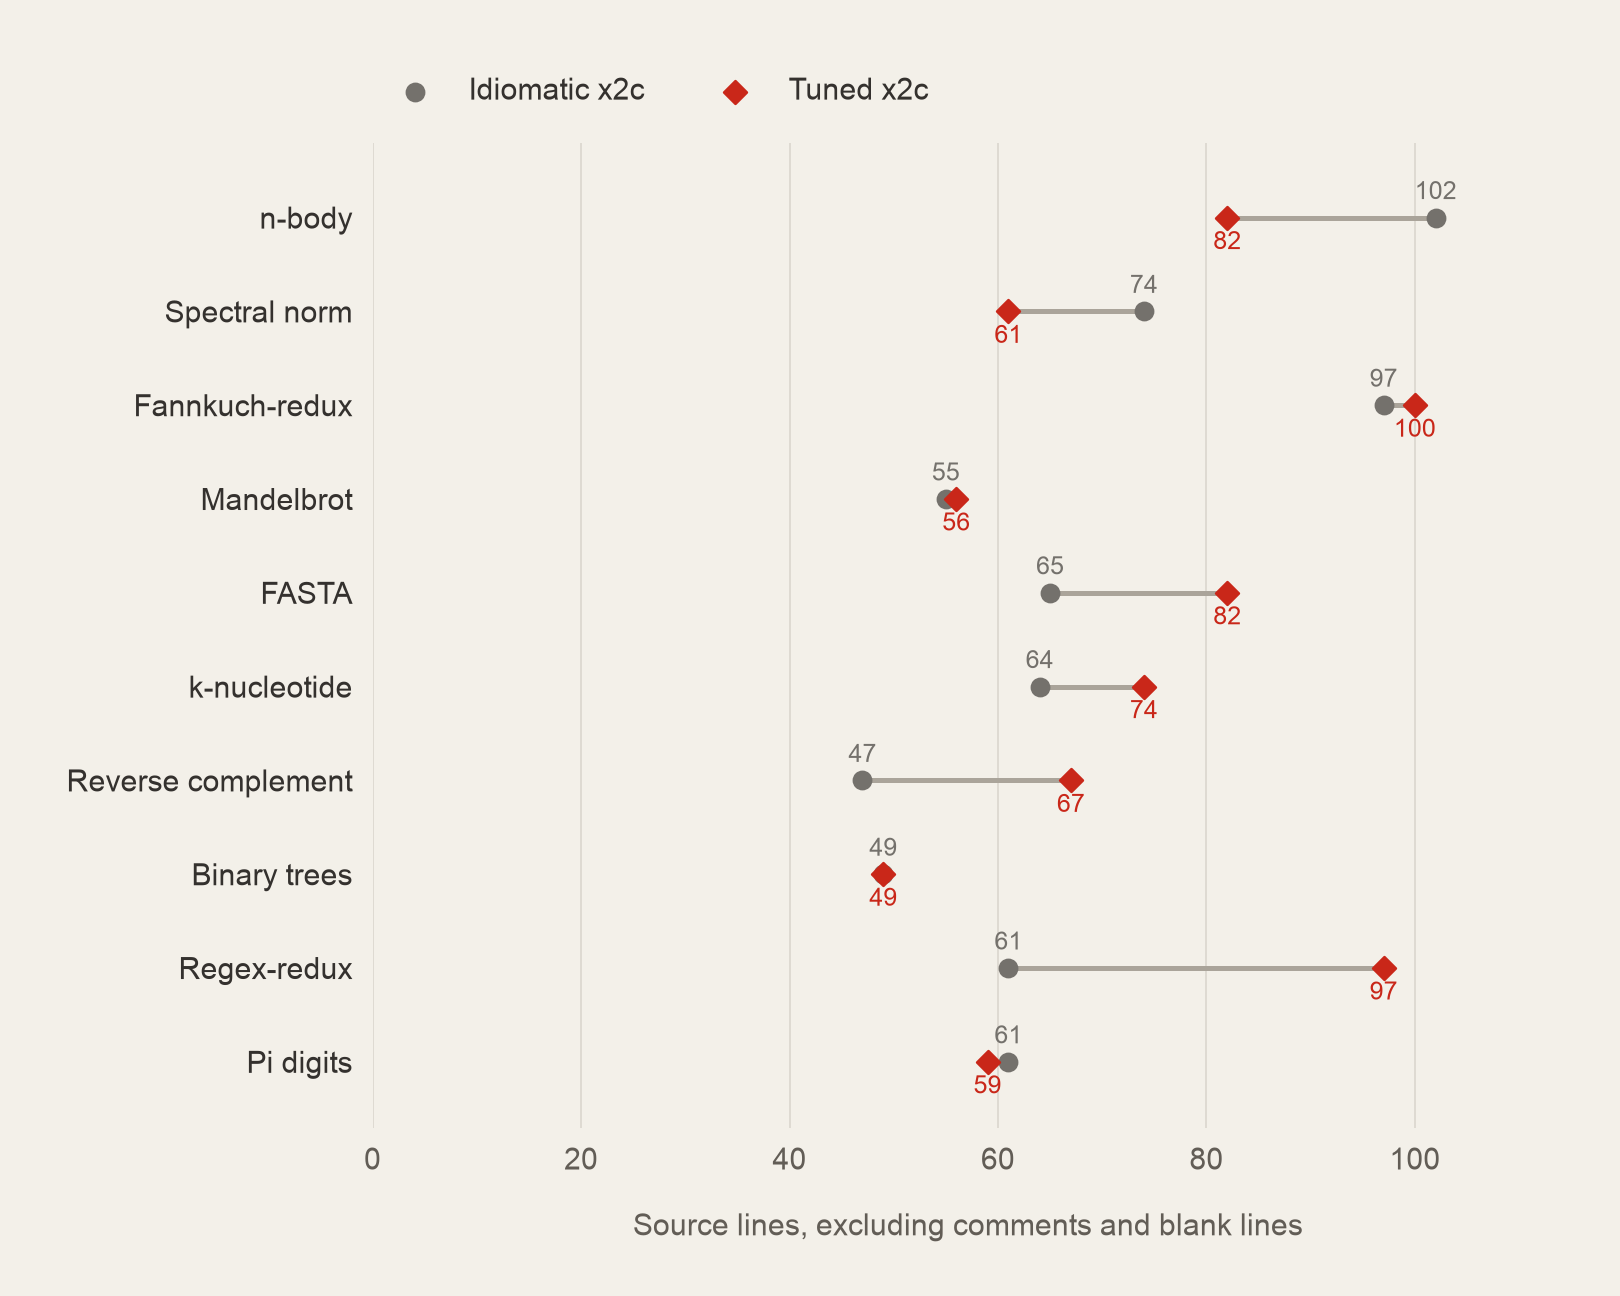 Idiomatic x2c Tuned x2c
102
n-body
82
74
Spectral norm
61
97
Fannkuch-redux
100
55
Mandelbrot
56
65
FASTA
82
64
k-nucleotide
74
47
Reverse complement
67
49
Binary trees
49
61
Regex-redux
97
61
Pi digits
59
0 20 40 60 80 100
Source lines, excluding comments and blank lines